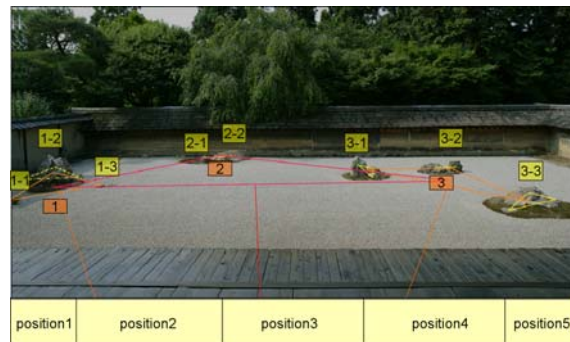 1-2
2-1
2-2
3-1
3-2
1-1
1-3
2
3
3-3
1
position1
position2
position3
position4
position5